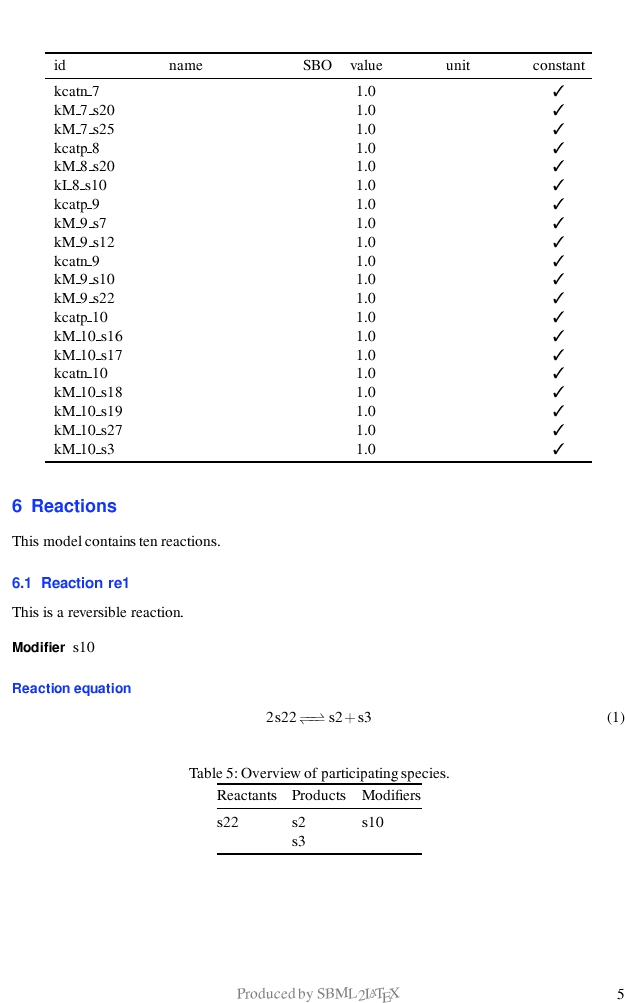 id name SBO value unit constant
kcatn_7 1.0 ✓
kM_7_s20 1.0 ✓
kM_7_s25 1.0 ✓
kcatp_8 1.0 ✓
kM_8_s20 1.0 ✓
kI_8_s10 1.0 ✓
kcatp_9 1.0 ✓
kM_9_s7 1.0 ✓
kM_9_s12 1.0 ✓
kcatn_9 1.0 ✓
kM_9_s10 1.0 ✓
kM_9_s22 1.0 ✓
kcatp_10 1.0 ✓
kM_10_s16 1.0 ✓
kM_10_s17 1.0 ✓
kcatn_10 1.0 ✓
kM_10_s18 1.0 ✓
kM_10_s19 1.0 ✓
kM_10_s27 1.0 ✓
kM_10_s3 1.0 ✓
6 Reactions
This model contains ten reactions.
6.1 Reaction re1
This is a reversible reaction.
Modifier s10
Reaction equation
2 s22 ⇌ s2 + s3 (1)
Table 5: Overview of participating species.
Reactants Products Modifiers
s22 s2 s10
s3
Produced by SBML2LATEX 5